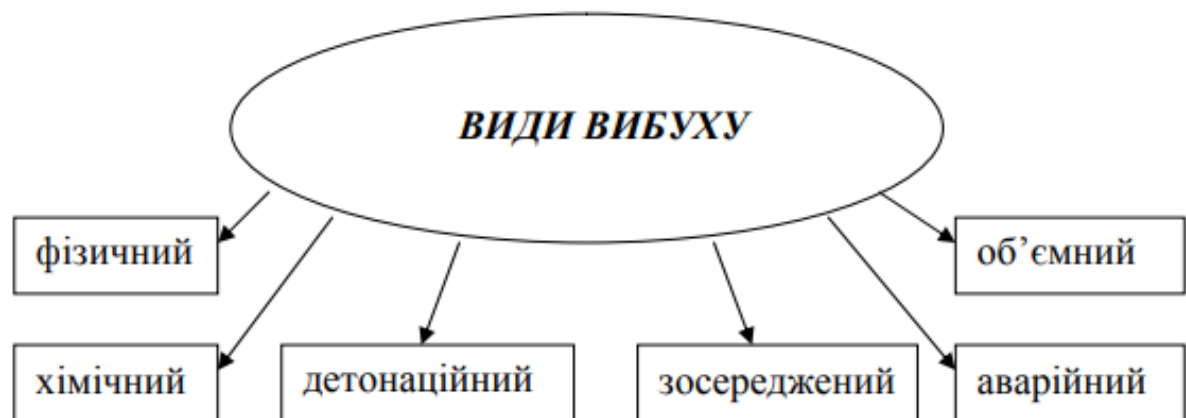 ВИДИ ВИБУХУ
фізичний
об’ємний
хімічний
детонаційний
зосереджений
аварійний